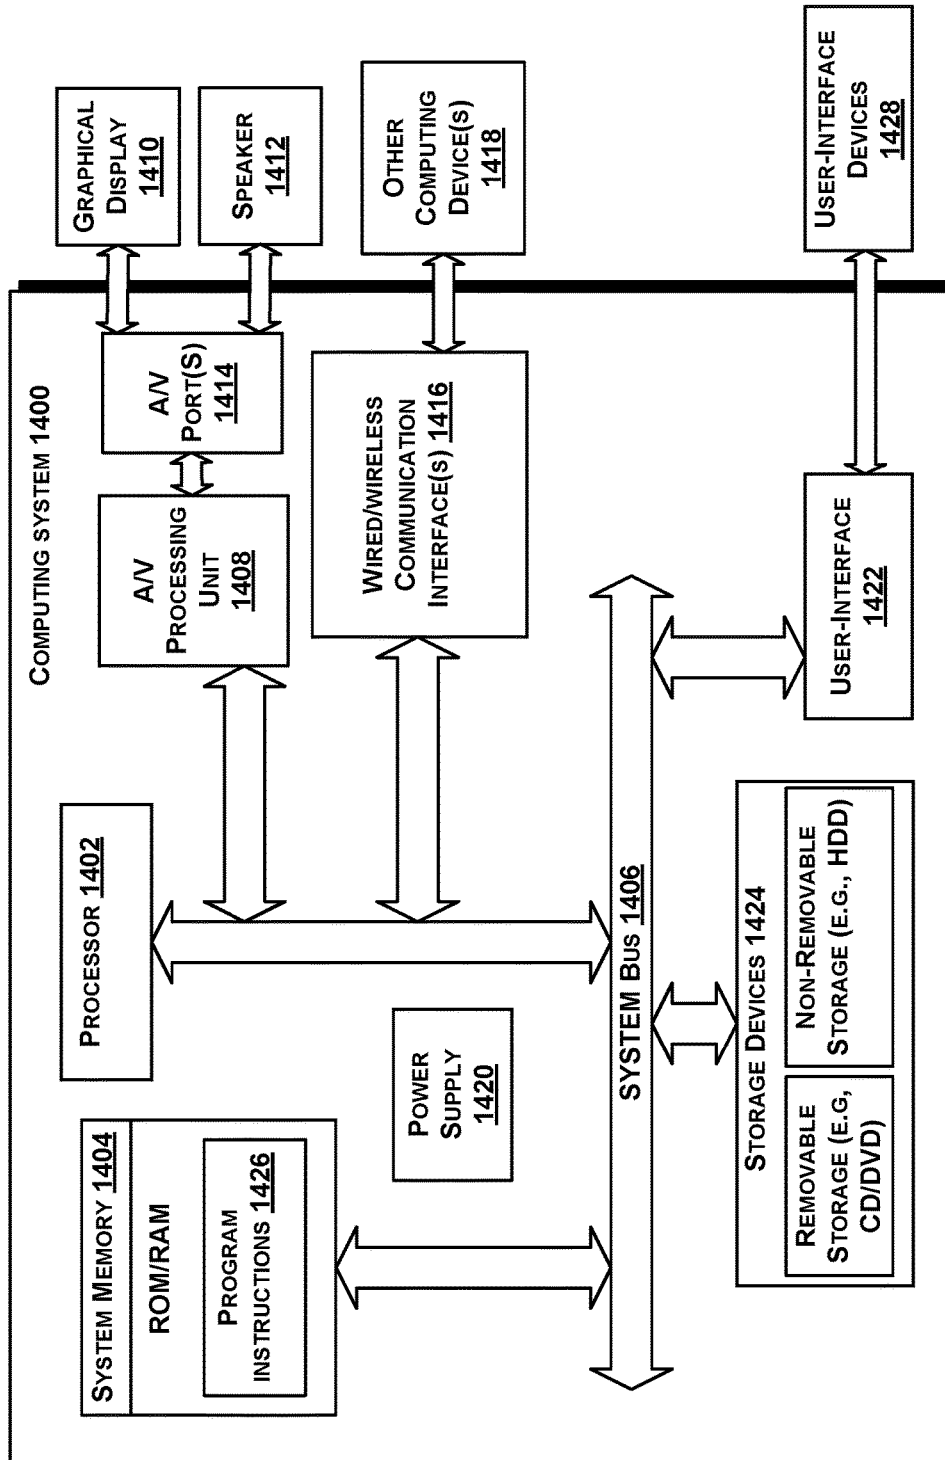 COMPUTING SYSTEM 1400
SYSTEM MEMORY 1404
ROM/RAM
PROGRAM
INSTRUCTIONS 1426
PROCESSOR 1402
A/V
PROCESSING
UNIT
1408
A/V
PORT(S)
1414
GRAPHICAL
DISPLAY
1410
SPEAKER
1412
POWER
SUPPLY
1420
WIRED/WIRELESS
COMMUNICATION
INTERFACE(S) 1416
OTHER
COMPUTING
DEVICE(S)
1418
SYSTEM BUS 1406
STORAGE DEVICES 1424
REMOVABLE
STORAGE (E.G,
CD/DVD)
NON-REMOVABLE
STORAGE (E.G., HDD)
USER-INTERFACE
1422
USER-INTERFACE
DEVICES
1428